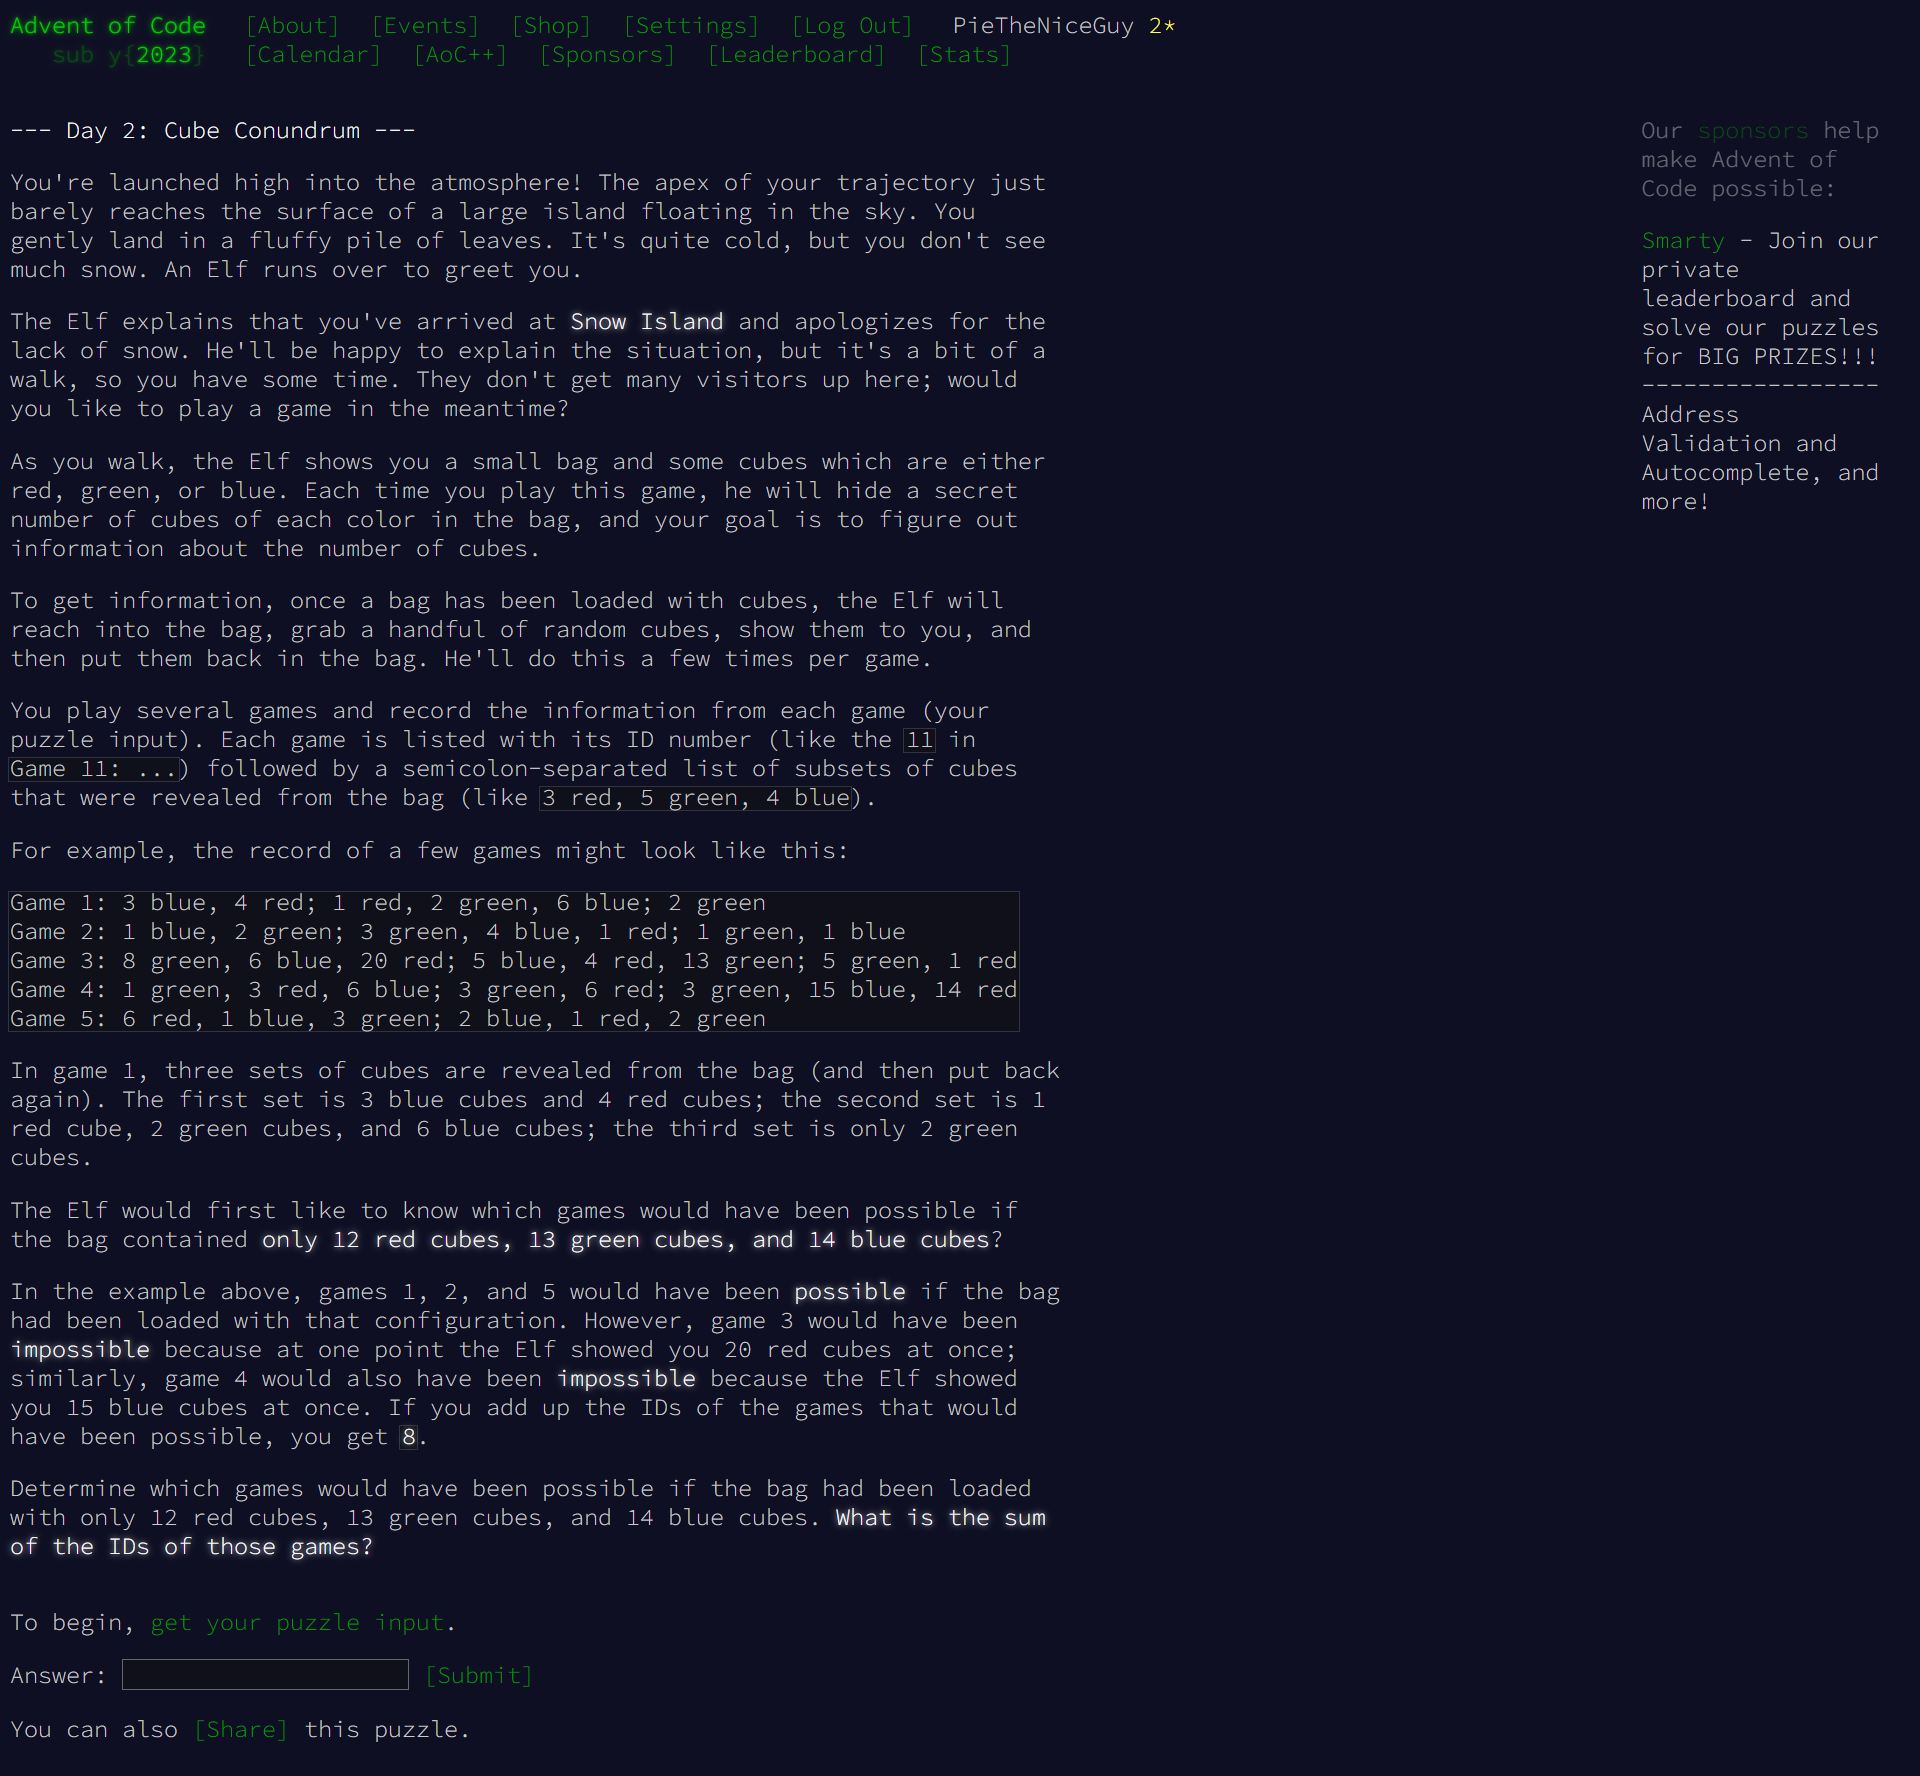 Advent of Code [About] [Events] [Shop] [Settings] [Log Out] PieTheNiceGuy 2*
sub y{2023} [Calendar] [AoC++] [Sponsors] [Leaderboard] [Stats]
--- Day 2: Cube Conundrum ---
You're launched high into the atmosphere! The apex of your trajectory just
barely reaches the surface of a large island floating in the sky. You
gently land in a fluffy pile of leaves. It's quite cold, but you don't see
much snow. An Elf runs over to greet you.
The Elf explains that you've arrived at Snow Island and apologizes for the
lack of snow. He'll be happy to explain the situation, but it's a bit of a
walk, so you have some time. They don't get many visitors up here; would
you like to play a game in the meantime?
As you walk, the Elf shows you a small bag and some cubes which are either
red, green, or blue. Each time you play this game, he will hide a secret
number of cubes of each color in the bag, and your goal is to figure out
information about the number of cubes.
To get information, once a bag has been loaded with cubes, the Elf will
reach into the bag, grab a handful of random cubes, show them to you, and
then put them back in the bag. He'll do this a few times per game.
You play several games and record the information from each game (your
puzzle input). Each game is listed with its ID number (like the 11 in
Game 11: ...) followed by a semicolon-separated list of subsets of cubes
that were revealed from the bag (like 3 red, 5 green, 4 blue).
For example, the record of a few games might look like this:
Game 1: 3 blue, 4 red; 1 red, 2 green, 6 blue; 2 green
Game 2: 1 blue, 2 green; 3 green, 4 blue, 1 red; 1 green, 1 blue
Game 3: 8 green, 6 blue, 20 red; 5 blue, 4 red, 13 green; 5 green, 1 red
Game 4: 1 green, 3 red, 6 blue; 3 green, 6 red; 3 green, 15 blue, 14 red
Game 5: 6 red, 1 blue, 3 green; 2 blue, 1 red, 2 green
In game 1, three sets of cubes are revealed from the bag (and then put back
again). The first set is 3 blue cubes and 4 red cubes; the second set is 1
red cube, 2 green cubes, and 6 blue cubes; the third set is only 2 green
cubes.
The Elf would first like to know which games would have been possible if
the bag contained only 12 red cubes, 13 green cubes, and 14 blue cubes?
In the example above, games 1, 2, and 5 would have been possible if the bag
had been loaded with that configuration. However, game 3 would have been
impossible because at one point the Elf showed you 20 red cubes at once;
similarly, game 4 would also have been impossible because the Elf showed
you 15 blue cubes at once. If you add up the IDs of the games that would
have been possible, you get 8.
Determine which games would have been possible if the bag had been loaded
with only 12 red cubes, 13 green cubes, and 14 blue cubes. What is the sum
of the IDs of those games?
To begin, get your puzzle input.
Answer: [Submit]
You can also [Share] this puzzle.
Our sponsors help
make Advent of
Code possible:
Smarty - Join our
private
leaderboard and
solve our puzzles
for BIG PRIZES!!!
-----------------
Address
Validation and
Autocomplete, and
more!